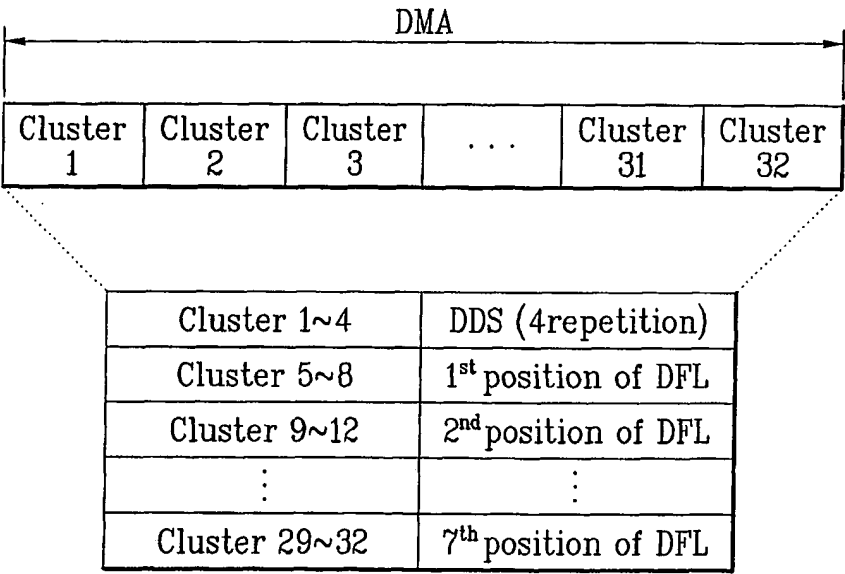 DMA
Cluster 1
Cluster 2
Cluster 3
. . .
Cluster 31
Cluster 32
Cluster 1~4 DDS (4repetition)
Cluster 5~8 1st position of DFL
Cluster 9~12 2nd position of DFL
⋮ ⋮
Cluster 29~32 7th position of DFL